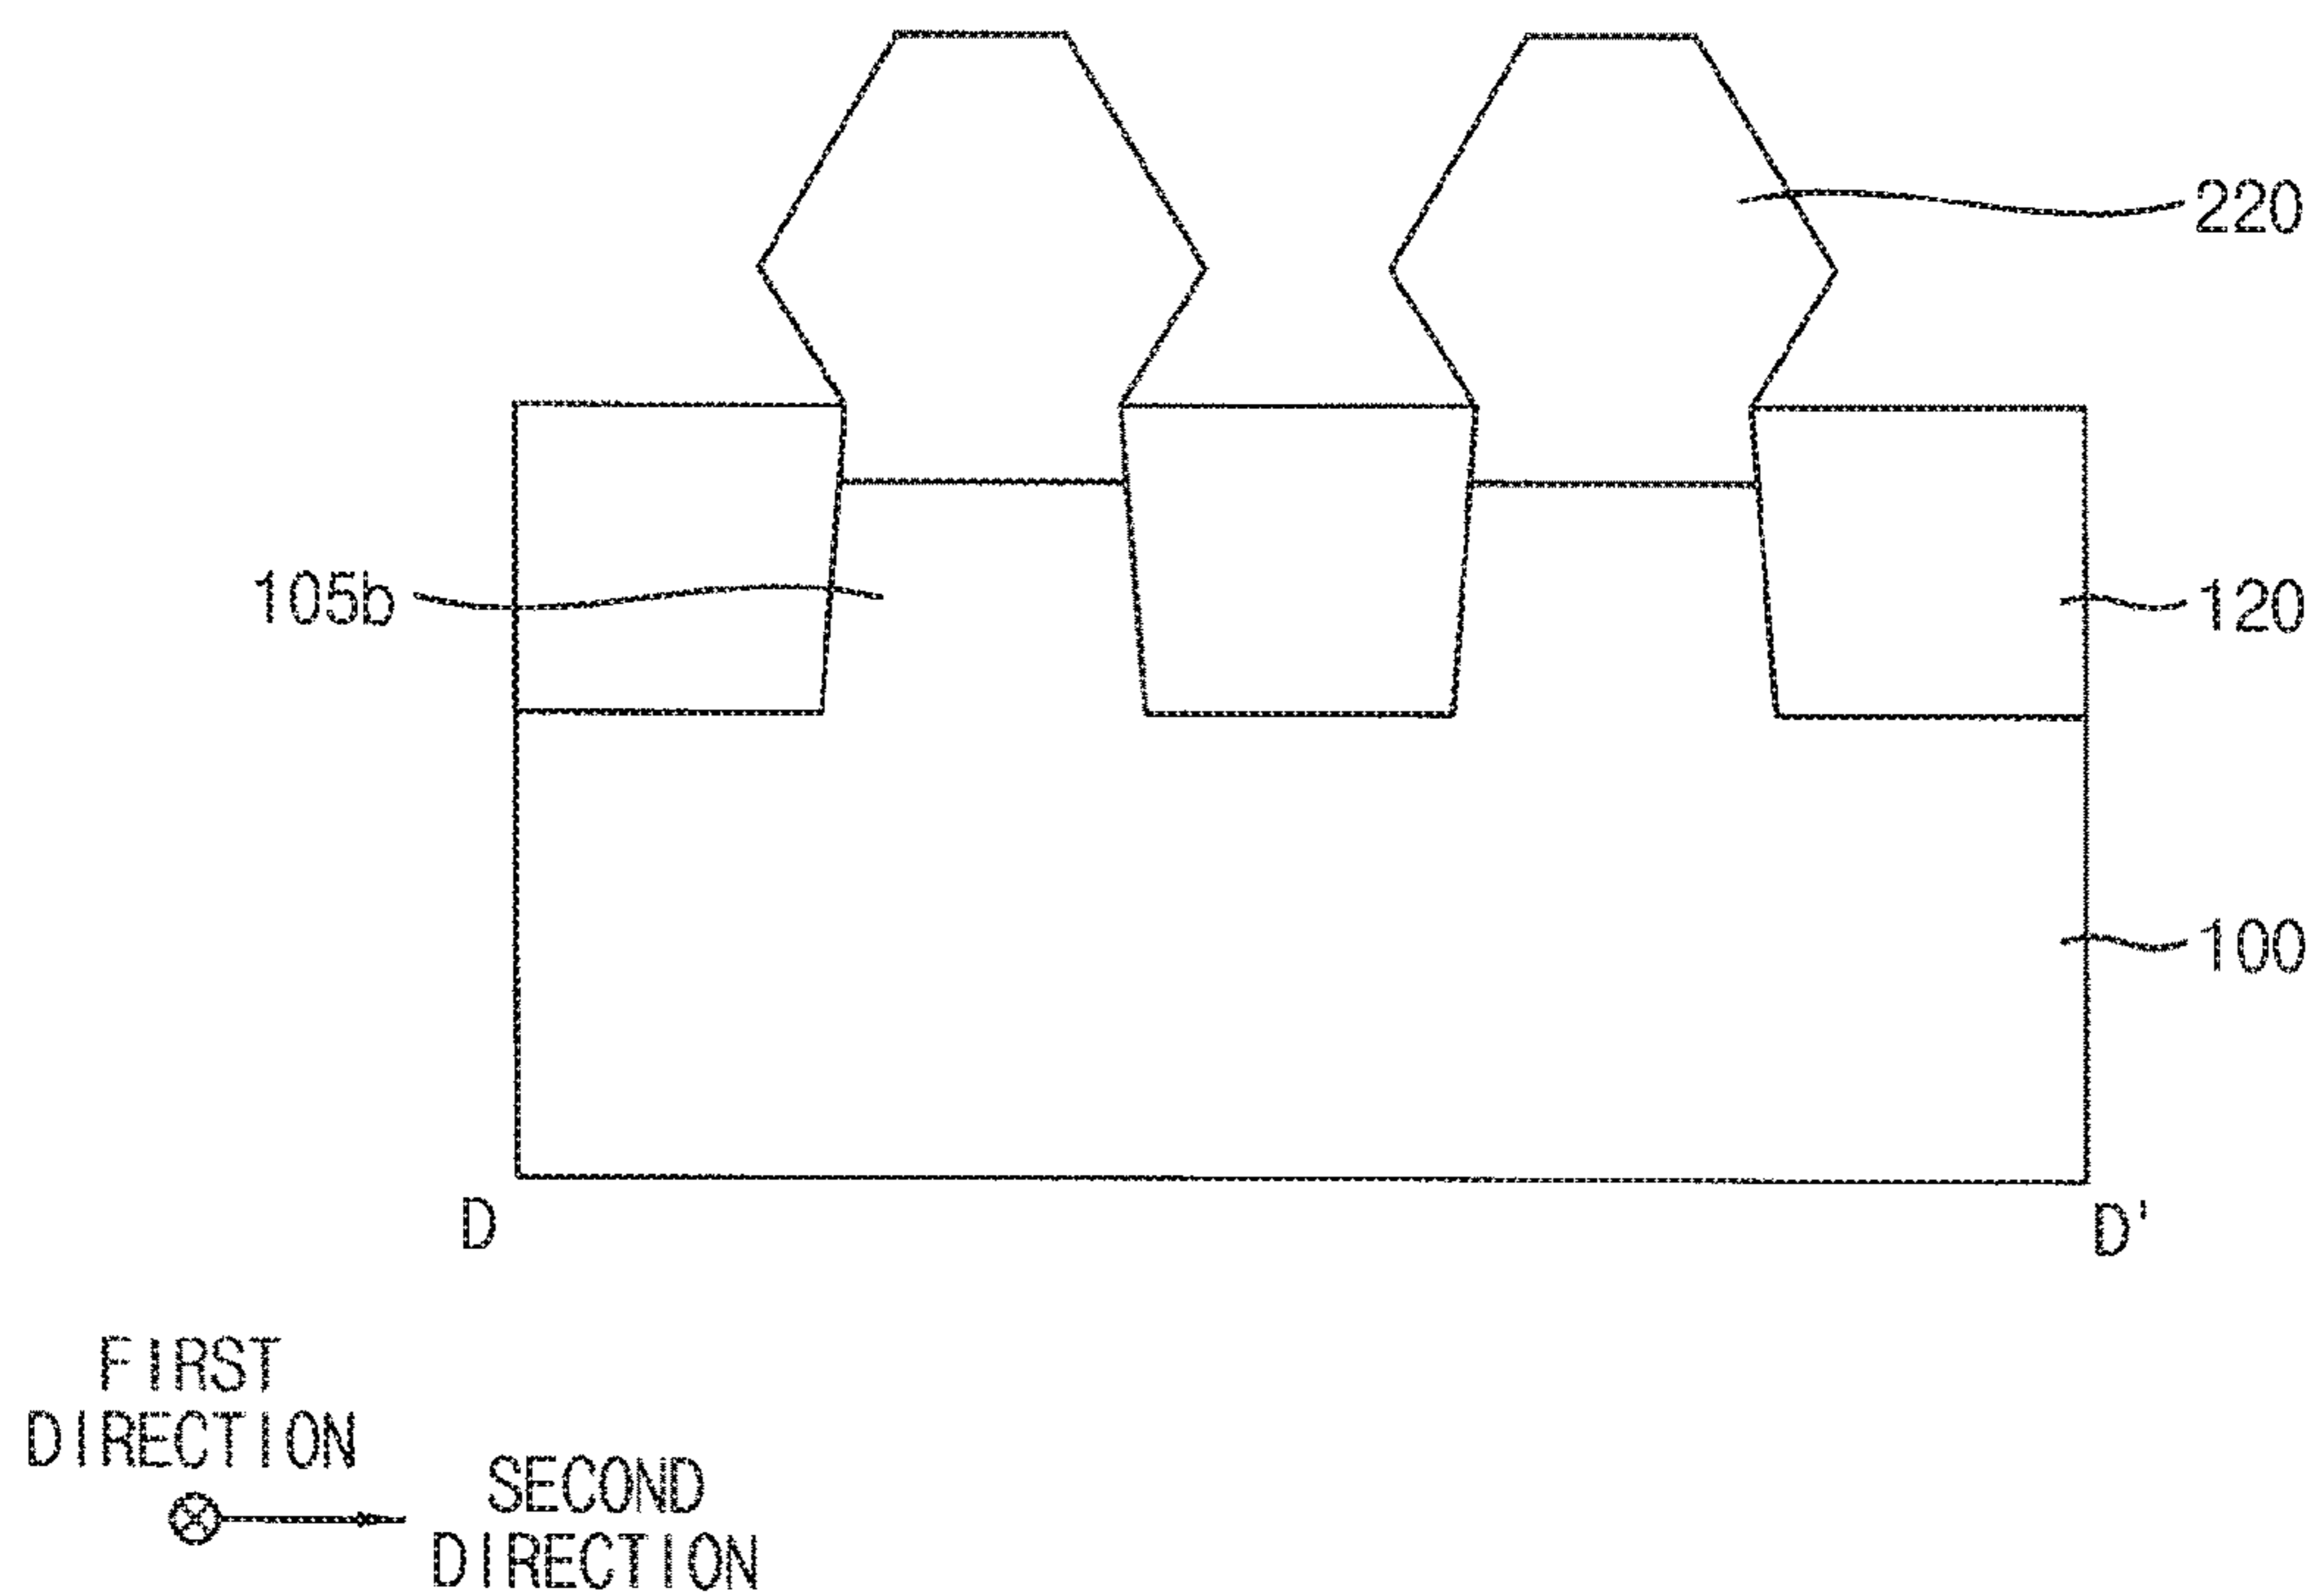 220
105b
120
100
D
D'
FIRST
DIRECTION
SECOND
DIRECTION